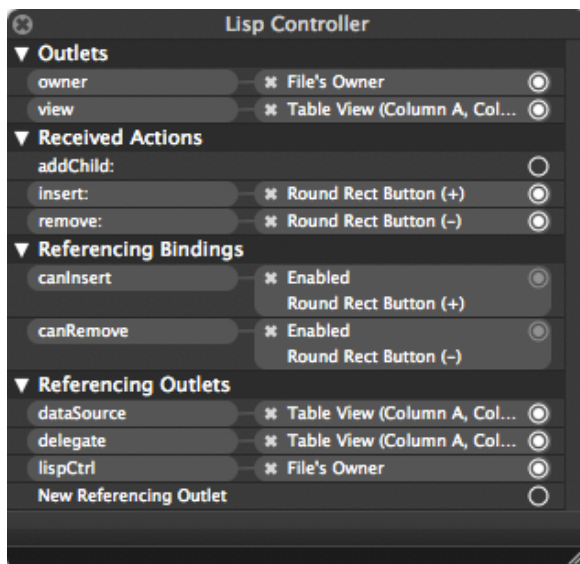 Lisp Controller
▼ Outlets
owner × File's Owner
view × Table View (Column A, Col...
▼ Received Actions
addChild:
insert: × Round Rect Button (+)
remove: × Round Rect Button (–)
▼ Referencing Bindings
canInsert × Enabled
Round Rect Button (+)
canRemove × Enabled
Round Rect Button (–)
▼ Referencing Outlets
dataSource × Table View (Column A, Col...
delegate × Table View (Column A, Col...
lispCtrl × File's Owner
New Referencing Outlet